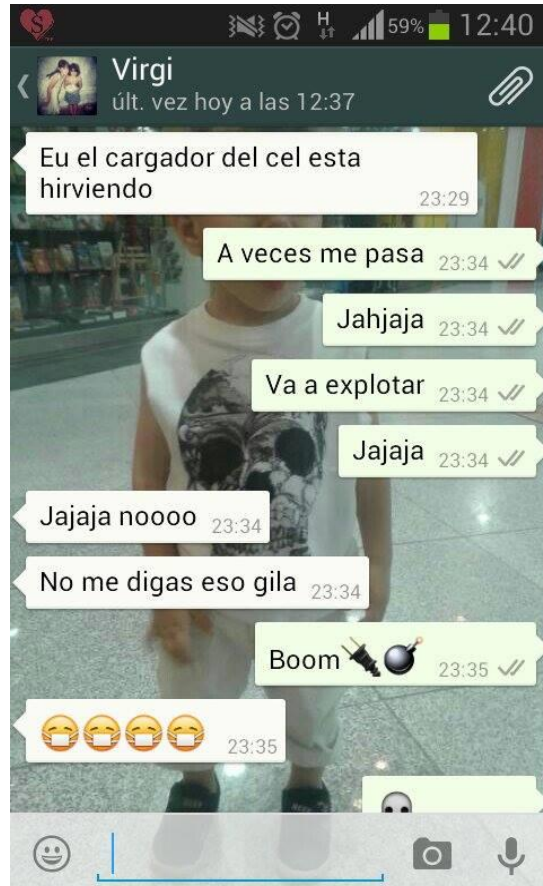 S
H
59%
12:40
Virgi
últ. vez hoy a las 12:37
Eu el cargador del cel esta
hirviendo
23:29
A veces me pasa 23:34
Jahjaja 23:34
Va a explotar 23:34
Jajaja 23:34
Jajaja noooo 23:34
No me digas eso gila 23:34
Boom 23:35
23:35